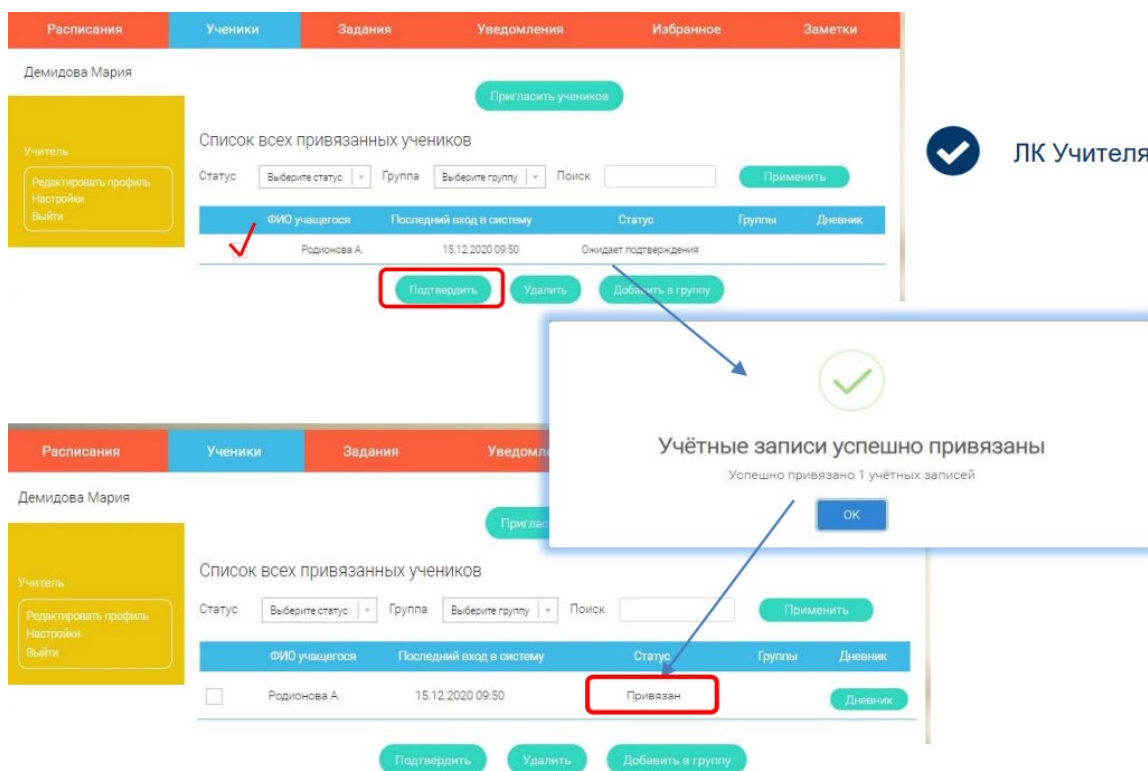 Расписания Ученики Задания Уведомления Избранное Заметки
Демидова Мария
Пригласить учеников
Список всех привязанных учеников
ЛК Учителя
Учитель
Статус Выберите статус Группа Выберите группу Поиск Применить
Редактировать профиль
Настройки
Выйти
ФИО учащегося Последний вход в систему Статус Группы Дневник
Родионова А. 15.12.2020 09:50 Ожидает подтверждения
Подтвердить Удалить Добавить в группу
Учётные записи успешно привязаны
Успешно привязано 1 учётных записей
OK
Расписания Ученики Задания Уведомл
Демидова Мария
Приглас
Список всех привязанных учеников
Учитель
Статус Выберите статус Группа Выберите группу Поиск Применить
Редактировать профиль
Настройки
Выйти
ФИО учащегося Последний вход в систему Статус Группы Дневник
Родионова А. 15.12.2020 09:50 Привязан Дневник
Подтвердить Удалить Добавить в группу